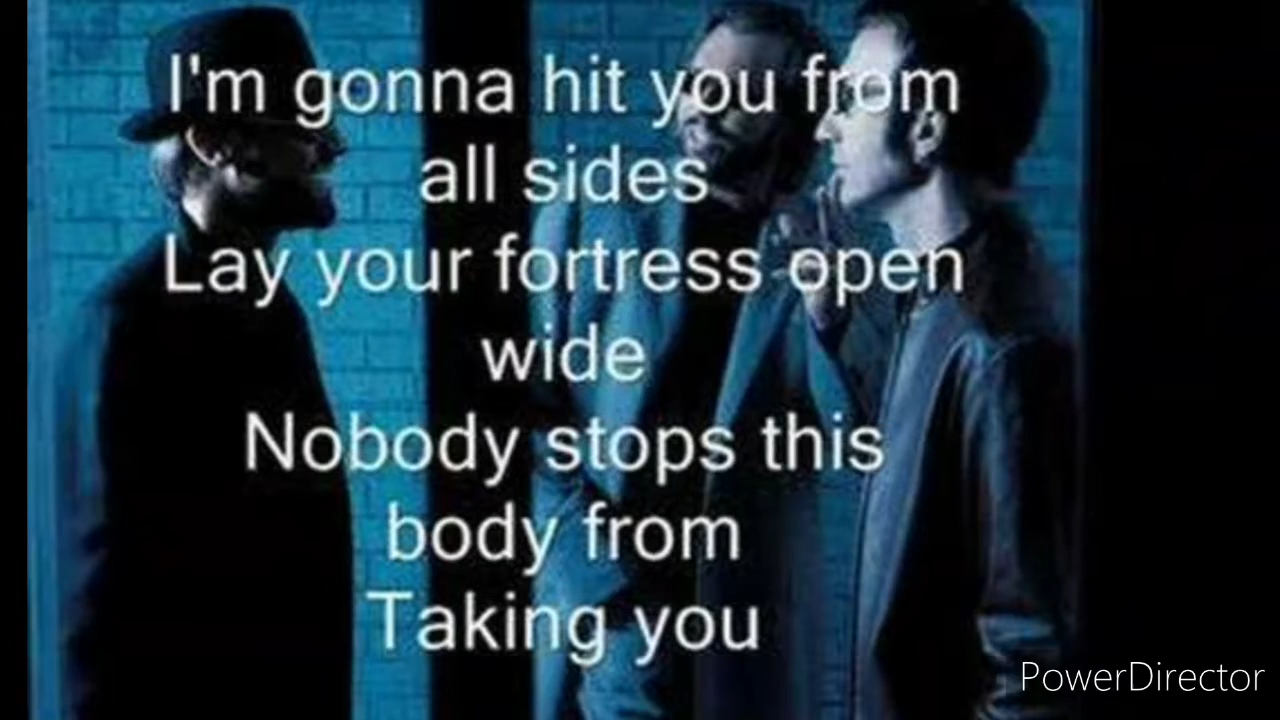 I'm gonna hit you from
all sides
Lay your fortress open
wide
Nobody stops this
body from
Taking you
PowerDirector